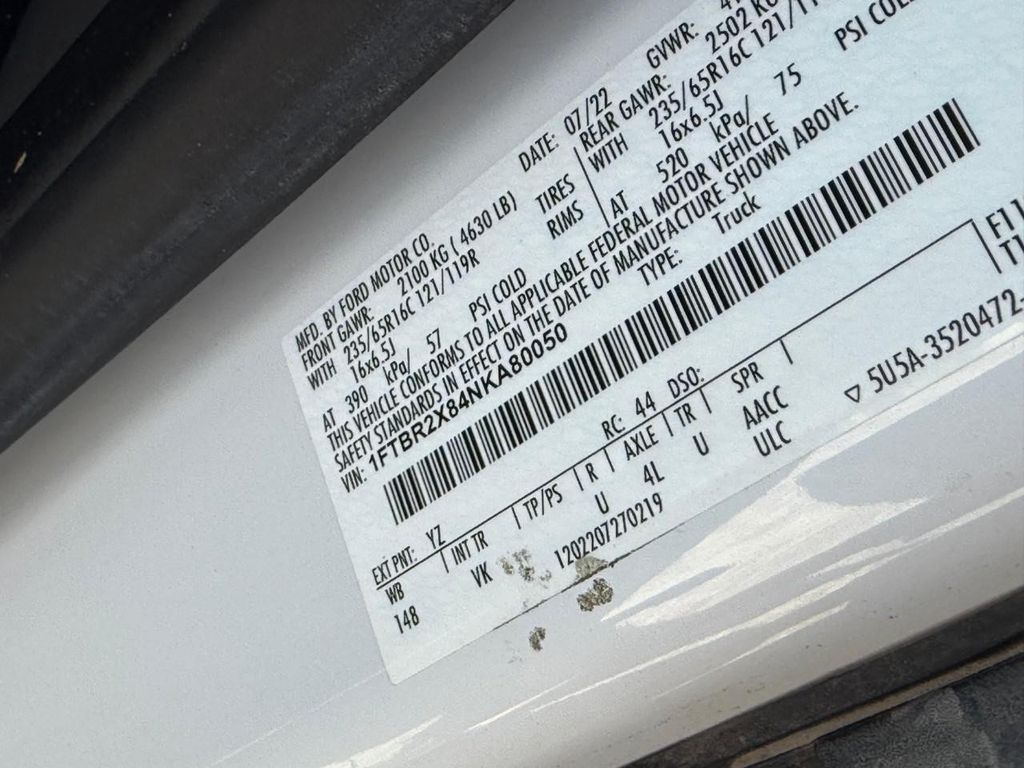 MFD. BY FORD MOTOR CO. DATE: 07/22 GVWR:
FRONT GAWR: 2100 KG ( 4630 LB) REAR GAWR: 2502 KG
WITH 235/65R16C 121/119R TIRES WITH 235/65R16C 121/119
16x6.5J RIMS 16x6.5J
AT 390 kPa/ 57 PSI COLD AT 520 kPa/ 75 PSI COLD
THIS VEHICLE CONFORMS TO ALL APPLICABLE FEDERAL MOTOR VEHICLE
SAFETY STANDARDS IN EFFECT ON THE DATE OF MANUFACTURE SHOWN ABOVE.
VIN: 1FTBR2X84NKA80050 TYPE: Truck
EXT PNT: YZ RC: 44 DSO:
WB INT TR TP/PS R AXLE TR SPR
148 VK U 4L U AACC
1202207270219 ULC
▽ 5U5A-3520472-